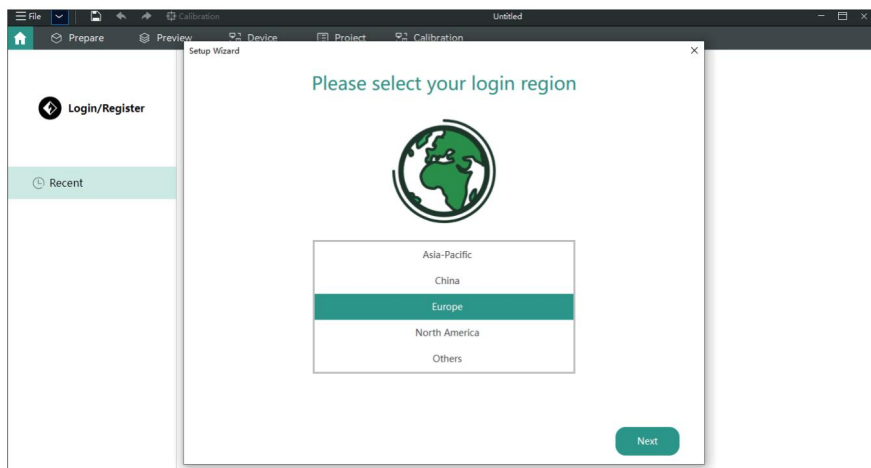 File Calibration Untitled
Prepare Preview Device Project Calibration
Setup Wizard
Please select your login region
Login/Register
Recent
Asia-Pacific
China
Europe
North America
Others
Next